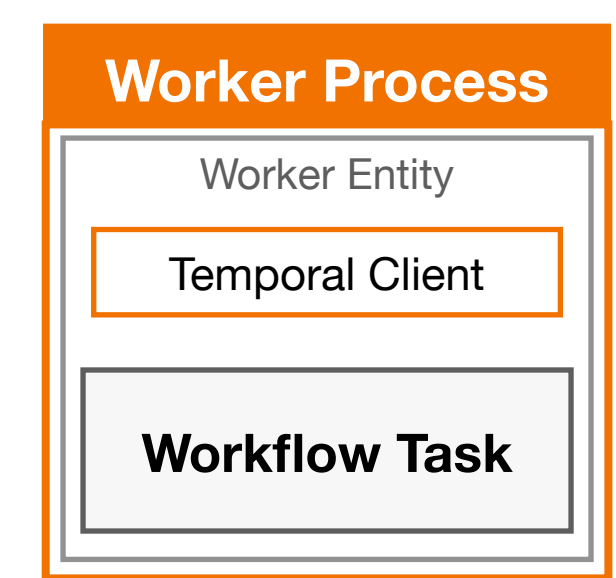 Worker Process
Worker Entity
Temporal Client
Workflow Task